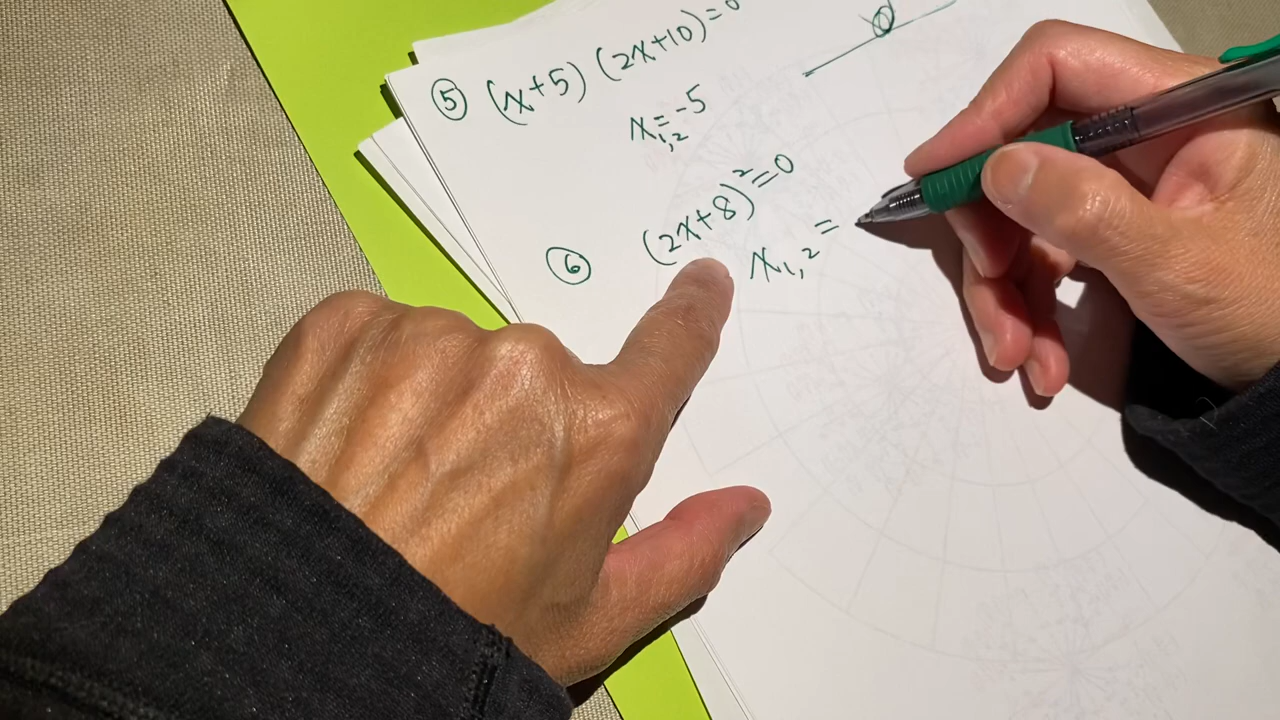 ⑤ (x+5) (2x+10)=0
x₁,₂=-5
⑥ (2x+8)²=0
x₁,₂=